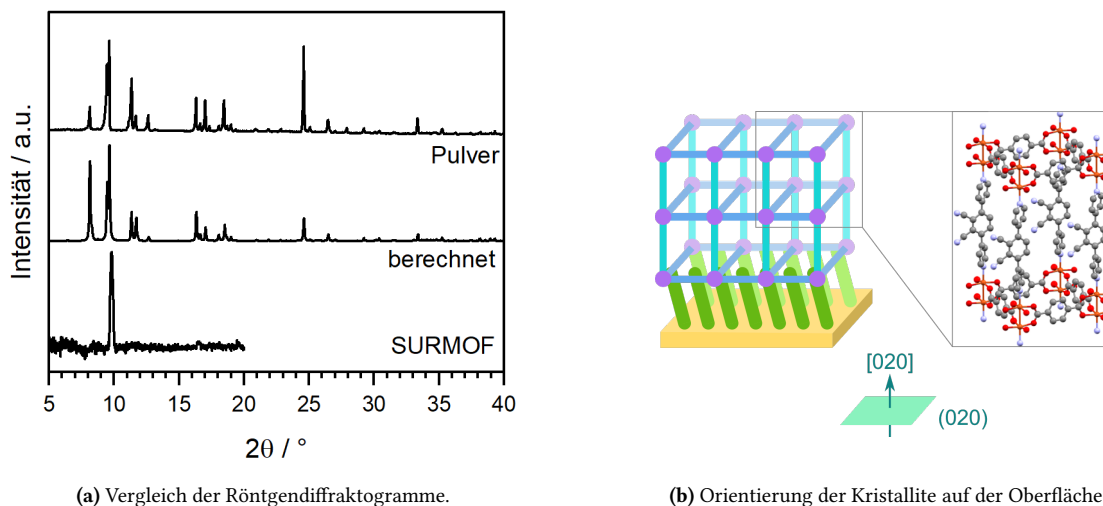 Intensität / a.u.
Pulver
berechnet
SURMOF
5 10 15 20 25 30 35 40
2θ / °
(a) Vergleich der Röntgendiffraktogramme.
[020]
(020)
(b) Orientierung der Kristallite auf der Oberfläche